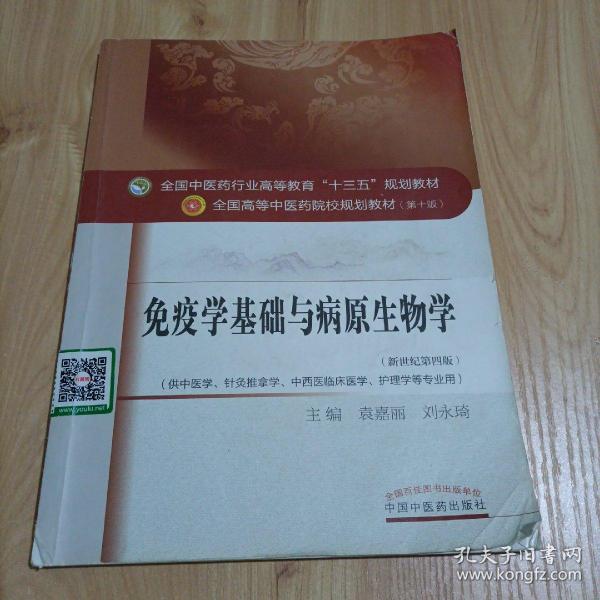 全国中医药行业高等教育“十三五”规划教材
全国高等中医药院校规划教材（第十版）
免疫学基础与病原生物学
（新世纪第四版）
（供中医学、针灸推拿学、中西医临床医学、护理学等专业用）
主编 袁嘉丽 刘永琦
www.youki.net
全国百佳图书出版单位
中国中医药出版社
孔夫子旧书网
www.kongfz.com